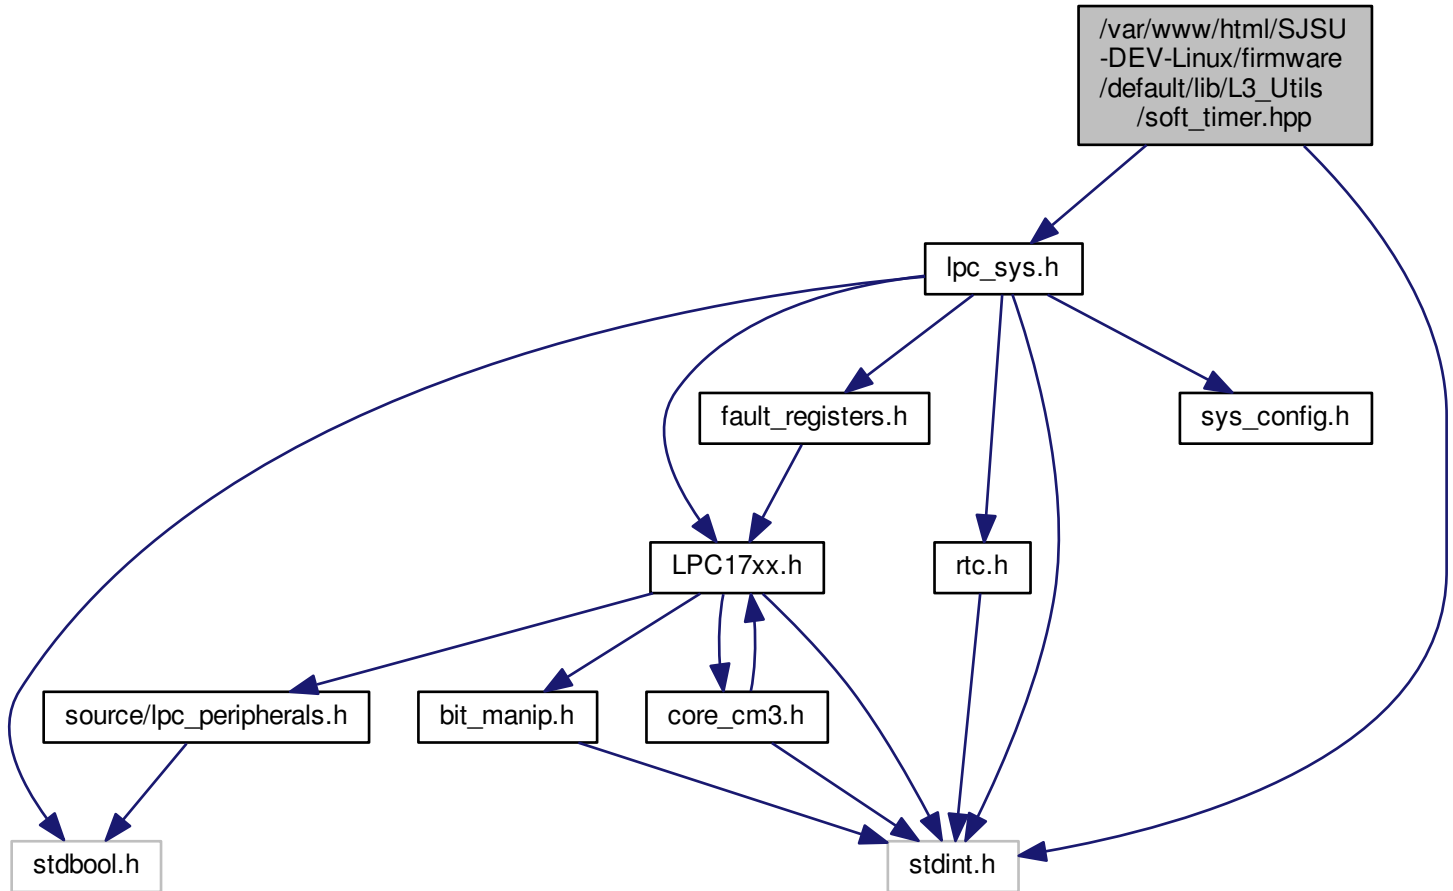 /var/www/html/SJSU
-DEV-Linux/firmware
/default/lib/L3_Utils
/soft_timer.hpp
lpc_sys.h
fault_registers.h
sys_config.h
LPC17xx.h
rtc.h
source/lpc_peripherals.h
bit_manip.h
core_cm3.h
stdbool.h
stdint.h